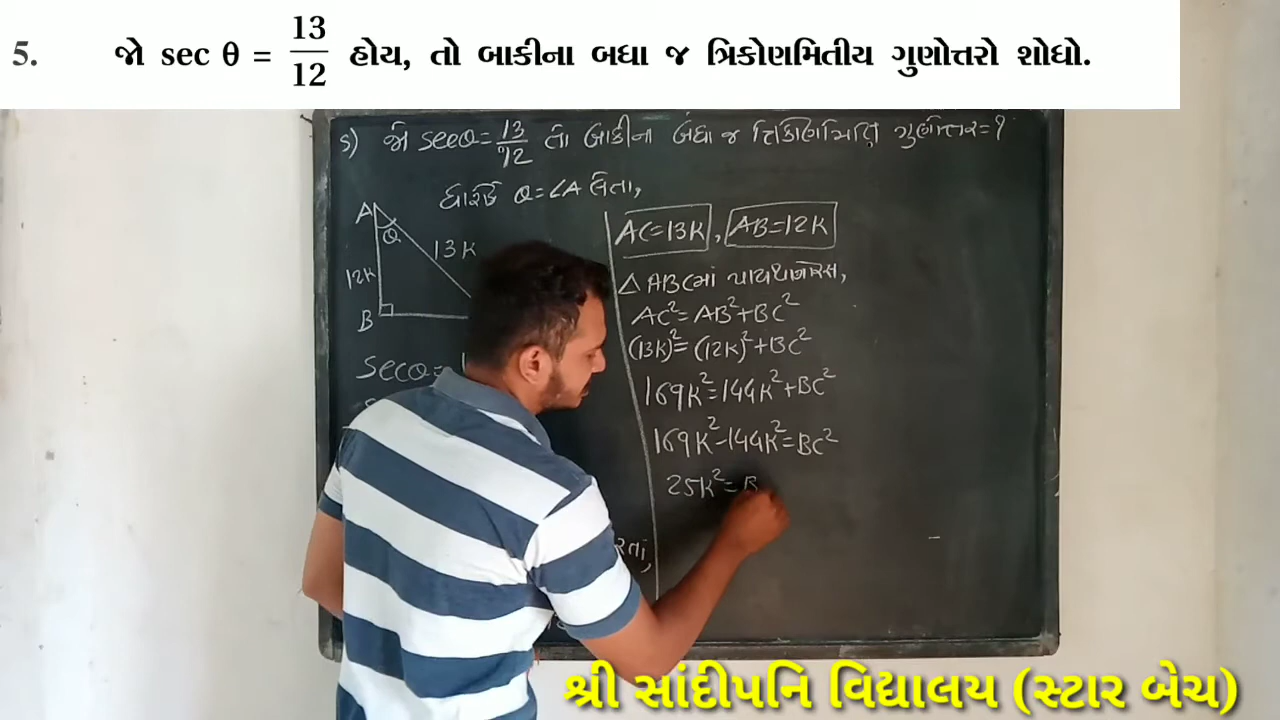 5. જો sec θ = 13/12 હોય, તો બાકીના બધા જ ત્રિકોણમિતીય ગુણોત્તરો શોધો.
5) જો secθ = 13/12 તો બાકીના બધા જ ત્રિકોણમિતિ ગુણોત્તર = ?
ધારોકે θ = ∠A લેતા,
A
θ
13K
12K
B
secθ =
AC = 13K, AB = 12K
△ ABC માં પાયથાગોરસ,
AC² = AB² + BC²
(13K)² = (12K)² + BC²
169K² = 144K² + BC²
169K² - 144K² = BC²
25K² = B
રતાં,
શ્રી સાંદીપનિ વિદ્યાલય (સ્ટાર બેચ)